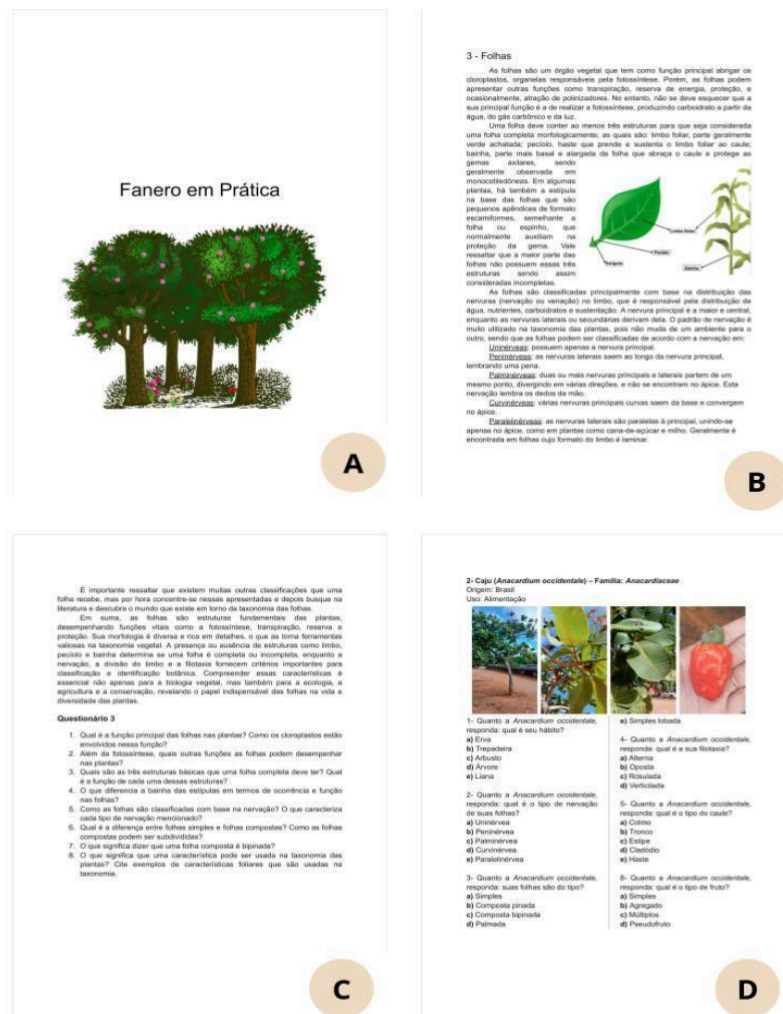 Fanero em Prática
A
3 - Folhas
As folhas são um órgão vegetal que tem como função principal abrigar os
cloroplastos, organelas responsáveis pela fotossíntese. Porém, as folhas podem
apresentar outras funções como transpiração, reserva de energia, proteção, e
ocasionalmente, atração de polinizadores. No entanto, não se deve esquecer que a
sua principal função é a de realizar a fotossíntese, produzindo carboidrato a partir da
água, do gás carbônico e da luz.
Uma folha deve conter ao menos três estruturas para que seja considerada
uma folha completa morfologicamente, as quais são: limbo foliar, parte geralmente
verde achatada; pecíolo, haste que prende e sustenta o limbo foliar ao caule;
bainha, parte mais basal e alargada da folha que abraça o caule e protege as
gemas axilares, sendo
geralmente observada em
monocotiledôneas. Em algumas
plantas, há também a estípula
na base das folhas que são
pequenos apêndices de formato
escamiformes, semelhante a
folha ou espinho, que
normalmente auxiliam na
proteção da gema. Vale
ressaltar que a maior parte das
folhas não possuem essas três
estruturas sendo assim
consideradas incompletas.
Limbo foliar
Pecíolo
Estípula
Bainha
As folhas são classificadas principalmente com base na distribuição das
nervuras (nervação ou venação) no limbo, que é responsável pela distribuição de
água, nutrientes, carboidratos e sustentação. A nervura principal é a maior e central,
enquanto as nervuras laterais ou secundárias derivam dela. O padrão de nervação é
muito utilizado na taxonomia das plantas, pois não muda de um ambiente para o
outro, sendo que as folhas podem ser classificadas de acordo com a nervação em:
Uninérveas: possuem apenas a nervura principal.
Peninérveas: as nervuras laterais saem ao longo da nervura principal,
lembrando uma pena.
Palminérveas: duas ou mais nervuras principais e laterais partem de um
mesmo ponto, divergindo em várias direções, e não se encontram no ápice. Esta
nervação lembra os dedos da mão.
Curvinérveas: várias nervuras principais curvas saem da base e convergem
no ápice.
Paralelinérveas: as nervuras laterais são paralelas à principal, unindo-se
apenas no ápice, como em plantas como cana-de-açúcar e milho. Geralmente é
encontrada em folhas cujo formato do limbo é laminar.
B
É importante ressaltar que existem muitas outras classificações que uma
folha recebe, mas por hora concentre-se nessas apresentadas e depois busque na
literatura e descubra o mundo que existe em torno da taxonomia das folhas.
Em suma, as folhas são estruturas fundamentais das plantas,
desempenhando funções vitais como a fotossíntese, transpiração, reserva e
proteção. Sua morfologia é diversa e rica em detalhes, o que as torna ferramentas
valiosas na taxonomia vegetal. A presença ou ausência de estruturas como limbo,
pecíolo e bainha determina se uma folha é completa ou incompleta, enquanto a
nervação, a divisão do limbo e a filotaxia fornecem critérios importantes para
classificação e identificação botânica. Compreender essas características é
essencial não apenas para a biologia vegetal, mas também para a ecologia, a
agricultura e a conservação, revelando o papel indispensável das folhas na vida e
diversidade das plantas.
Questionário 3
1. Qual é a função principal das folhas nas plantas? Como os cloroplastos estão
envolvidos nessa função?
2. Além da fotossíntese, quais outras funções as folhas podem desempenhar
nas plantas?
3. Quais são as três estruturas básicas que uma folha completa deve ter? Qual
é a função de cada uma dessas estruturas?
4. O que diferencia a bainha das estípulas em termos de ocorrência e função
nas folhas?
5. Como as folhas são classificadas com base na nervação? O que caracteriza
cada tipo de nervação mencionado?
6. Qual é a diferença entre folhas simples e folhas compostas? Como as folhas
compostas podem ser subdivididas?
7. O que significa dizer que uma folha composta é bipinada?
8. O que significa que uma característica pode ser usada na taxonomia das
plantas? Cite exemplos de características foliares que são usadas na
taxonomia.
C
2- Caju (Anacardium occidentale) – Família: Anacardiaceae
Origem: Brasil
Uso: Alimentação
1- Quanto a Anacardium occidentale,
responda: qual é seu hábito?
a) Erva
b) Trepadeira
c) Arbusto
d) Árvore
e) Liana
2- Quanto a Anacardium occidentale,
responda: qual é o tipo de nervação
de suas folhas?
a) Uninérvea
b) Peninérvea
c) Palminérvea
d) Curvinérvea
e) Paralelinérvea
3- Quanto a Anacardium occidentale,
responda: suas folhas são do tipo?
a) Simples
b) Composta pinada
c) Composta bipinada
d) Palmada
e) Simples lobada
4- Quanto a Anacardium occidentale,
responda: qual é a sua filotaxia?
a) Alterna
b) Oposta
c) Rosulada
d) Verticilada
5- Quanto a Anacardium occidentale,
responda: qual é o tipo do caule?
a) Colmo
b) Tronco
c) Estipe
d) Cladódio
e) Haste
8- Quanto a Anacardium occidentale,
responda: qual é o tipo de fruto?
a) Simples
b) Agregado
c) Múltiplos
d) Pseudofruto
D